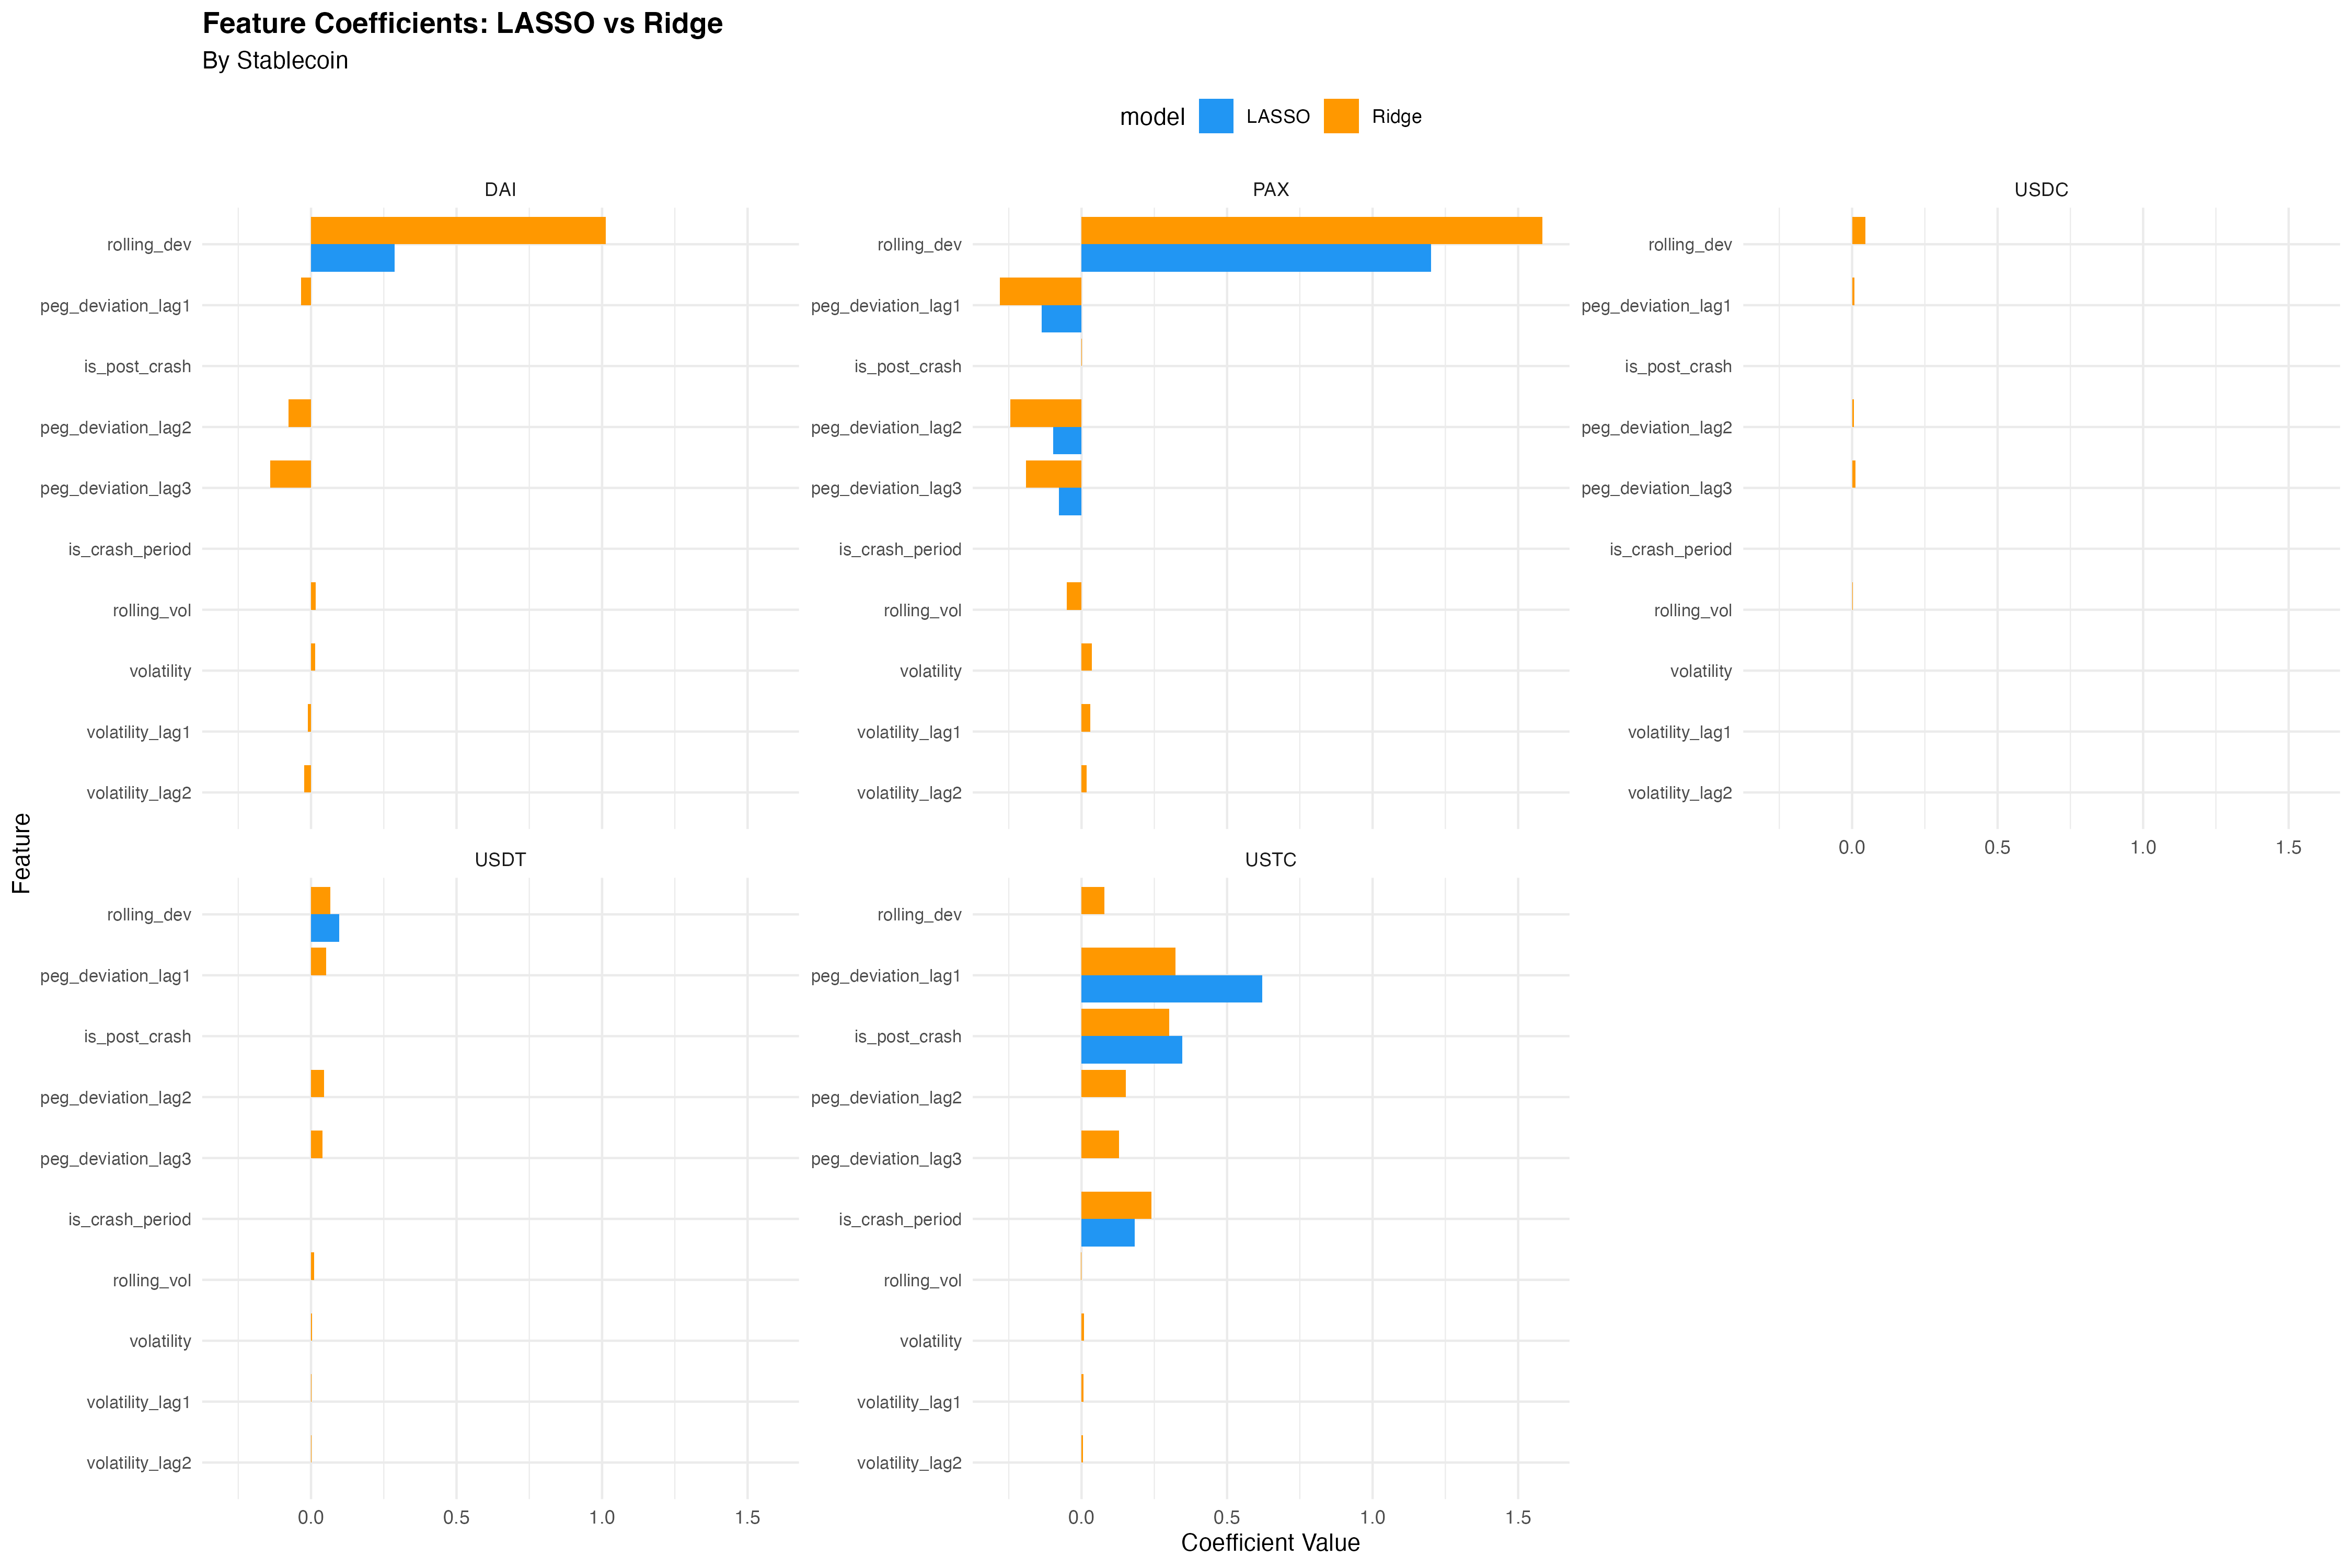 Feature Coefficients: LASSO vs Ridge
By Stablecoin
model LASSO Ridge
DAI
rolling_dev
peg_deviation_lag1
is_post_crash
peg_deviation_lag2
peg_deviation_lag3
is_crash_period
rolling_vol
volatility
volatility_lag1
volatility_lag2
PAX
rolling_dev
peg_deviation_lag1
is_post_crash
peg_deviation_lag2
peg_deviation_lag3
is_crash_period
rolling_vol
volatility
volatility_lag1
volatility_lag2
USDC
rolling_dev
peg_deviation_lag1
is_post_crash
peg_deviation_lag2
peg_deviation_lag3
is_crash_period
rolling_vol
volatility
volatility_lag1
volatility_lag2
0.0 0.5 1.0 1.5
Feature
USDT
rolling_dev
peg_deviation_lag1
is_post_crash
peg_deviation_lag2
peg_deviation_lag3
is_crash_period
rolling_vol
volatility
volatility_lag1
volatility_lag2
0.0 0.5 1.0 1.5
USTC
rolling_dev
peg_deviation_lag1
is_post_crash
peg_deviation_lag2
peg_deviation_lag3
is_crash_period
rolling_vol
volatility
volatility_lag1
volatility_lag2
0.0 0.5 1.0 1.5
Coefficient Value